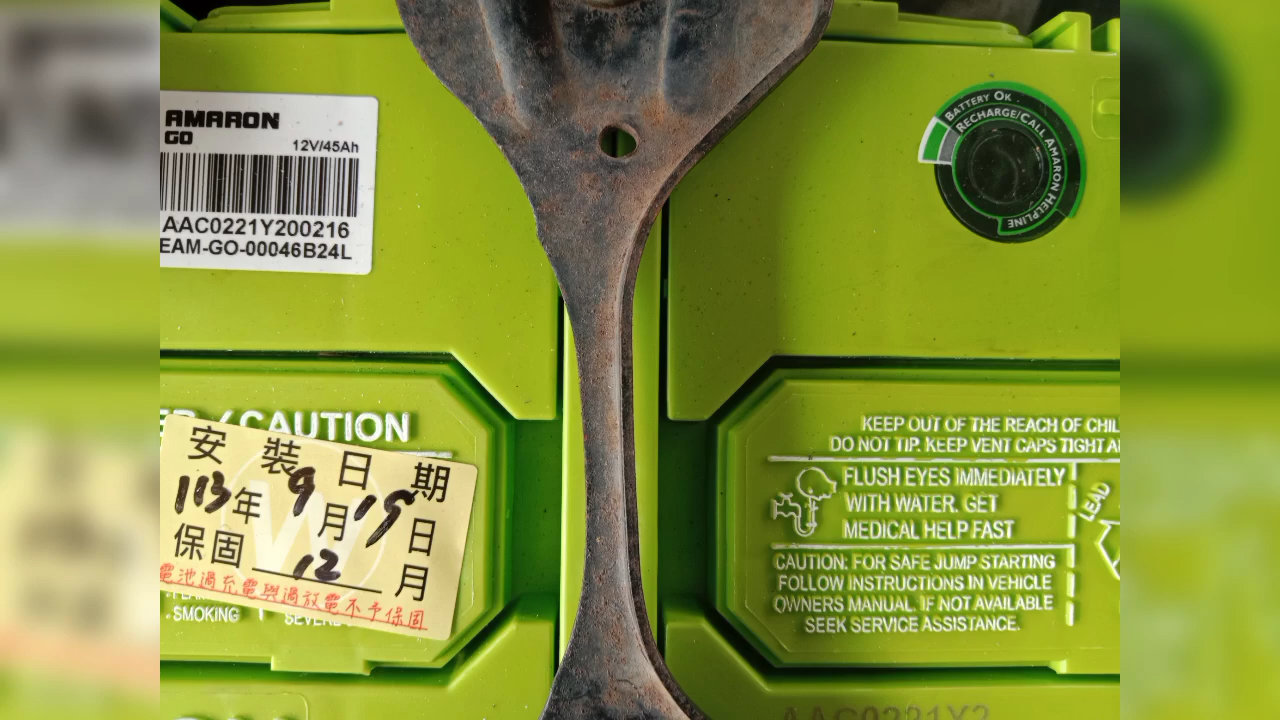 AMARON
GO
12V/45Ah
AAC0221Y200216
EAM-GO-00046B24L
BATTERY OK
RECHARGE/CALL AMARON HELPLINE
CAUTION
安裝日期
113年9月19日
保固12月
電池過充電與過放電不予保固
- SMOKING
KEEP OUT OF THE REACH OF
DO NOT TIP. KEEP VENT CAPS TIGHT
FLUSH EYES IMMEDIATELY
WITH WATER. GET
MEDICAL HELP FAST
LEAD
CAUTION: FOR SAFE JUMP STARTING
FOLLOW INSTRUCTIONS IN VEHICLE
OWNERS MANUAL. IF NOT AVAILABLE
SEEK SERVICE ASSISTANCE.